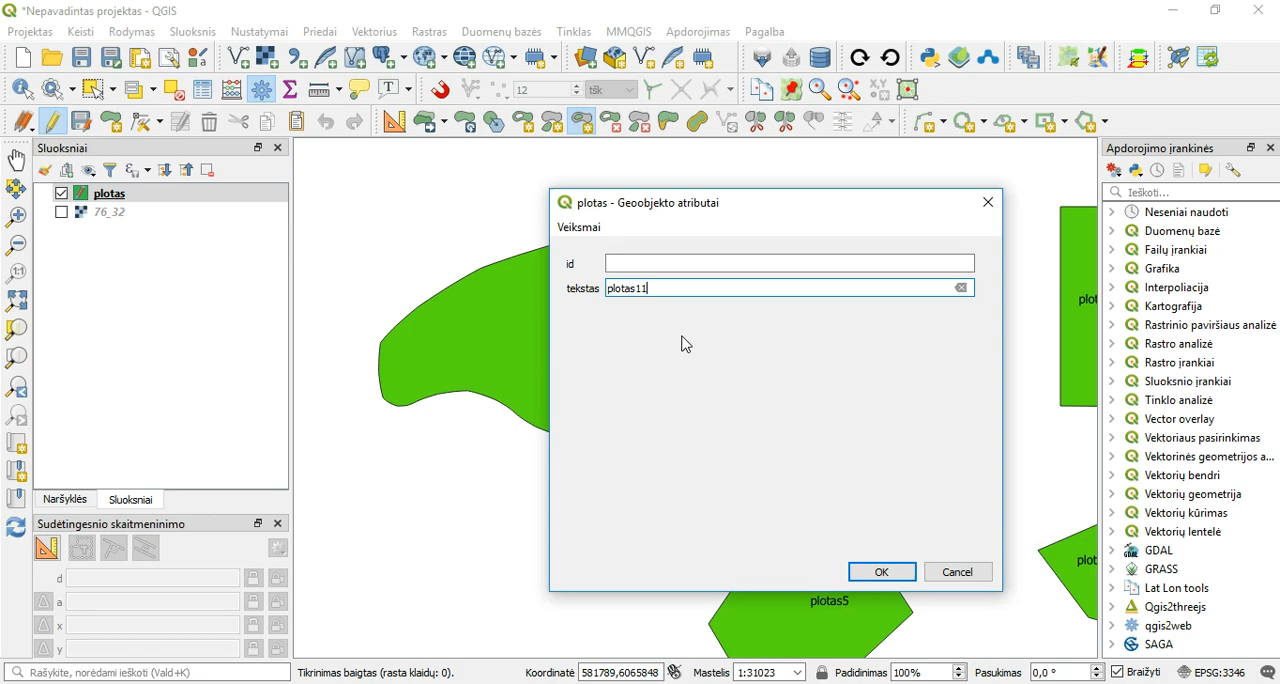 *Nepavadintas projektas - QGIS
Projektas Keisti Rodymas Sluoksnis Nustatymai Priedai Vektorius Rastras Duomenų bazės Tinklas MMQGIS Apdorojimas Pagalba
12 tšk
Sluoksniai
plotas
76_32
Naršyklės Sluoksniai
Sudėtingesnio skaitmeninimo
d
a
x
y
plotas - Geoobjekto atributai
Veiksmai
id
tekstas plotas11
OK Cancel
plotas5
plot
plot
Apdorojimo įrankinės
Ieškoti...
Neseniai naudoti
Duomenų bazė
Failų įrankiai
Grafika
Interpoliacija
Kartografija
Rastrinio paviršiaus analizė
Rastro analizė
Rastro įrankiai
Sluoksnio įrankiai
Tinklo analizė
Vector overlay
Vektoriaus pasirinkimas
Vektorinės geometrijos a...
Vektorių bendri
Vektorių geometrija
Vektorių kūrimas
Vektorių lentelė
GDAL
GRASS
Lat Lon tools
Qgis2threejs
qgis2web
SAGA
Rašykite, norėdami ieškoti (Vald+K) Tikrinimas baigtas (rasta klaidų: 0). Koordinatė 581789,6065848 Mastelis 1:31023 Padidinimas 100% Pasukimas 0,0 ° Braižyti EPSG:3346